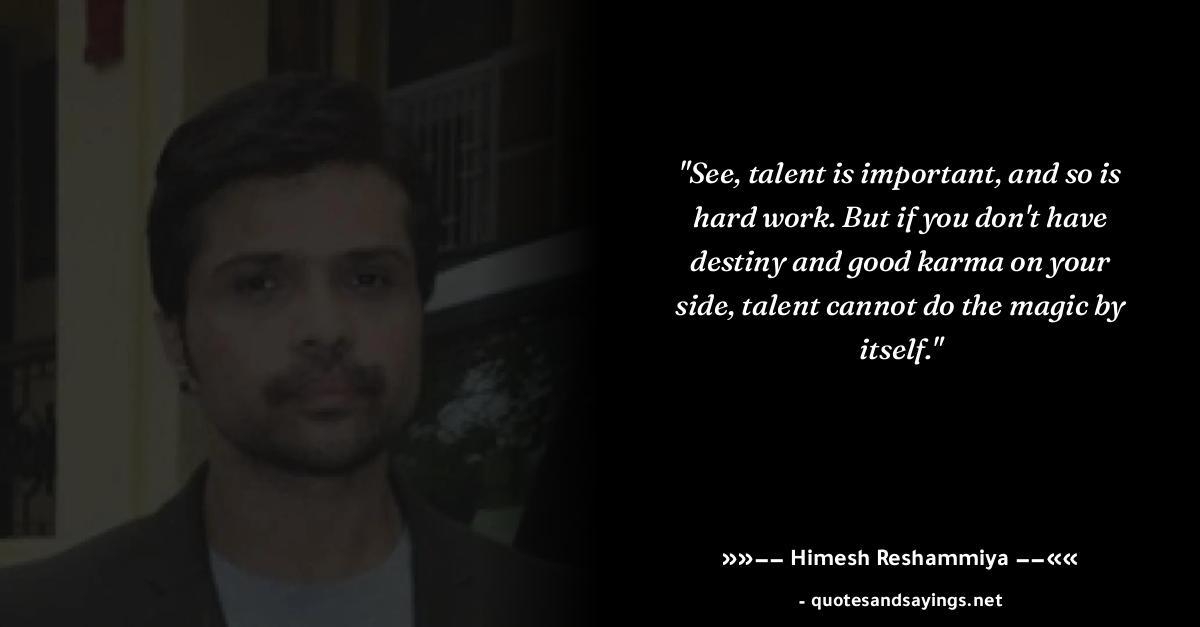 "See, talent is important, and so is
hard work. But if you don't have
destiny and good karma on your
side, talent cannot do the magic by
itself."
»»−− Himesh Reshammiya −−««
- quotesandsayings.net